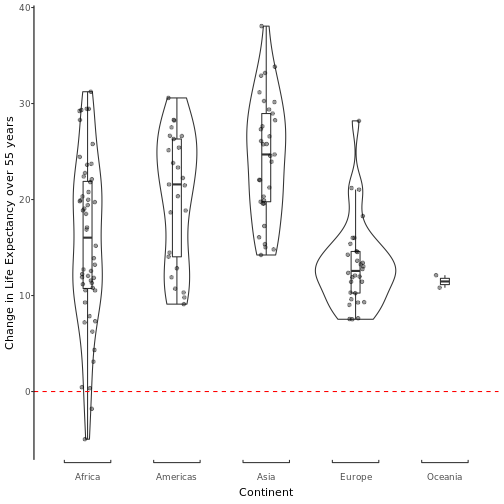 Change in Life Expectancy over 55 years
40
30
20
10
0
Africa
Americas
Asia
Europe
Oceania
Continent